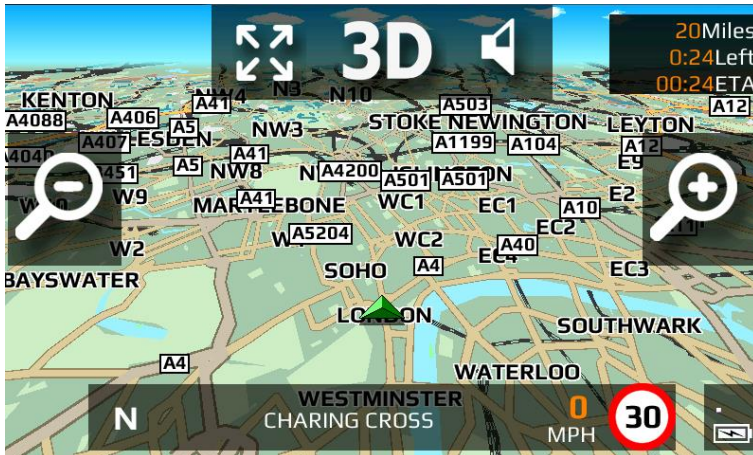 3D
20Miles
0:24Left
00:24ETA
N3
N10
NW4
A41
KENTON
A503
A12
A4088
A406
A5
NW3
STOKE NEWINGTON
LEYTON
A407
A1199
A104
A12
A41
E9
A5
NW8
A4200
A501
A501
W9
A41
WC1
EC1
A10
E2
W2
A5204
WC2
A40
EC2
BAYSWATER
SOHO
A4
EC4
EC3
LONDON
SOUTHWARK
A4
WATERLOO
WESTMINSTER
N
CHARING CROSS
0
MPH
30